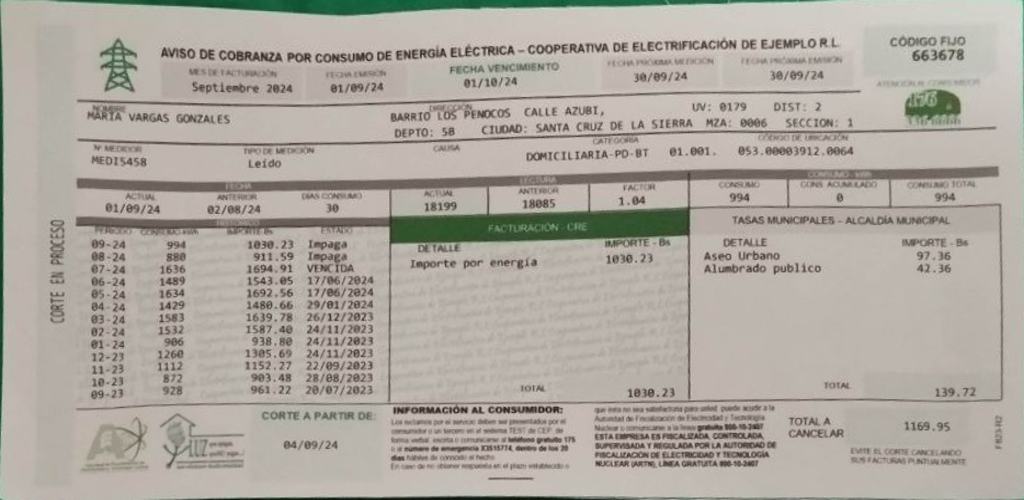 AVISO DE COBRANZA POR CONSUMO DE ENERGÍA ELÉCTRICA – COOPERATIVA DE ELECTRIFICACIÓN DE EJEMPLO R.L.
CÓDIGO FIJO
663678
MES DE FACTURACIÓN
Septiembre 2024
FECHA EMISIÓN
01/09/24
FECHA VENCIMIENTO
01/10/24
FECHA PRÓXIMA MEDICIÓN
30/09/24
FECHA PRÓXIMA EMISIÓN
30/09/24
ATENCIÓN AL CONSUMIDOR
NOMBRE
MARIA VARGAS GONZALES
DIRECCIÓN
BARRIO LOS PENOCOS CALLE AZUBI,
UV: 0179 DIST: 2
DEPTO: 5B CIUDAD: SANTA CRUZ DE LA SIERRA MZA: 0006 SECCION: 1
Nº MEDIDOR
MEDI5458
TIPO DE MEDICIÓN
Leído
CAUSA
CATEGORÍA
DOMICILIARIA-PD-BT 01.001.
CÓDIGO DE UBICACIÓN
053.00003912.0064
FECHA
LECTURA
CONSUMO - kWh
ACTUAL ANTERIOR DIAS CONSUMO
01/09/24 02/08/24 30
ACTUAL ANTERIOR FACTOR
18199 18085 1.04
CONSUMO CONS ACUMULADO CONSUMO TOTAL
994 0 994
CORTE EN PROCESO
PERIODO CONSUMO kWh IMPORTE-Bs ESTADO
09-24 994 1030.23 Impaga
08-24 880 911.59 Impaga
07-24 1636 1694.91 VENCIDA
06-24 1489 1543.05 17/06/2024
05-24 1634 1692.56 17/06/2024
04-24 1429 1480.66 29/01/2024
03-24 1583 1639.78 26/12/2023
02-24 1532 1587.40 24/11/2023
01-24 906 938.80 24/11/2023
12-23 1260 1305.69 24/11/2023
11-23 1112 1152.27 22/09/2023
10-23 872 903.48 28/08/2023
09-23 928 961.22 20/07/2023
FACTURACIÓN - CRE
DETALLE IMPORTE - Bs
Importe por energía 1030.23
TOTAL 1030.23
TASAS MUNICIPALES – ALCALDÍA MUNICIPAL
DETALLE IMPORTE - Bs
Aseo Urbano 97.36
Alumbrado publico 42.36
TOTAL 139.72
LUZ
CORTE A PARTIR DE:
04/09/24
INFORMACIÓN AL CONSUMIDOR:
Los reclamos por el servicio deben ser presentados por el
consumidor o un tercero en el sistema TEST de CEP, de
forma verbal, escrita o comunicarse al teléfono gratuito 175
o al número de emergencia X3515774, dentro de los 20
días hábiles de conocido el hecho.
En caso de no obtener respuesta en el plazo establecido o
que esta no sea satisfactoria para usted, puede acudir a la
Autoridad de Fiscalización de Electricidad y Tecnología
Nuclear o comunicarse a la línea gratuita 800-10-2407
ESTA EMPRESA ES FISCALIZADA, CONTROLADA,
SUPERVISADA Y REGULADA POR LA AUTORIDAD DE
FISCALIZACIÓN DE ELECTRICIDAD Y TECNOLOGÍA
NUCLEAR (AETN), LÍNEA GRATUITA 800-10-2407
TOTAL A
CANCELAR
1169.95
EVITE EL CORTE CANCELANDO
SUS FACTURAS PUNTUALMENTE